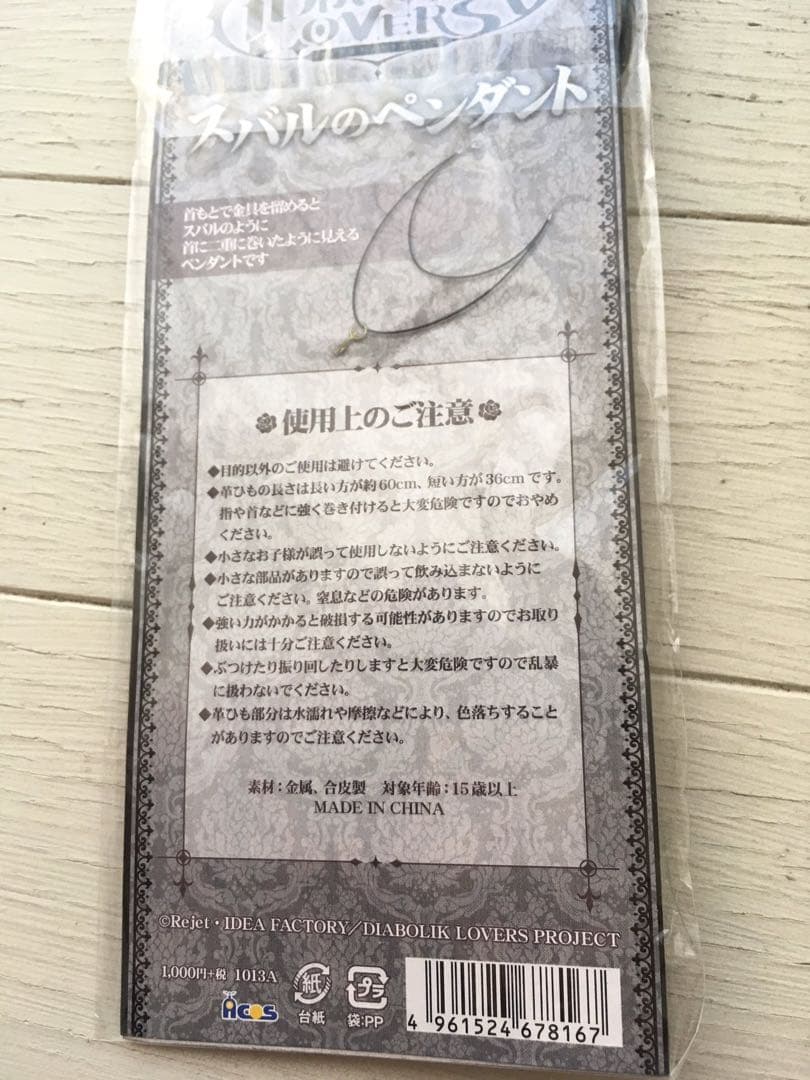 LOVERS
スバルのペンダント
首もとで金具を留めると
スバルのように
首に二重に巻いたように見える
ペンダントです
使用上のご注意
◆目的以外のご使用は避けてください。
◆革ひもの長さは長い方が約60cm、短い方が36cmです。
指や首などに強く巻き付けると大変危険ですのでおやめ
ください。
◆小さなお子様が誤って使用しないようにご注意ください。
◆小さな部品がありますので誤って飲み込まないように
ご注意ください。窒息などの危険があります。
◆強い力がかかると破損する可能性がありますのでお取り
扱いには十分ご注意ください。
◆ぶつけたり振り回したりしますと大変危険ですので乱暴
に扱わないでください。
◆革ひも部分は水濡れや摩擦などにより、色落ちすること
がありますのでご注意ください。
素材：金属、合皮製 対象年齢：15歳以上
MADE IN CHINA
©Rejet・IDEA FACTORY／DIABOLIK LOVERS PROJECT
1,000円+税 1013A
acos
紙
台紙
プラ
袋:PP
4 961524 678167